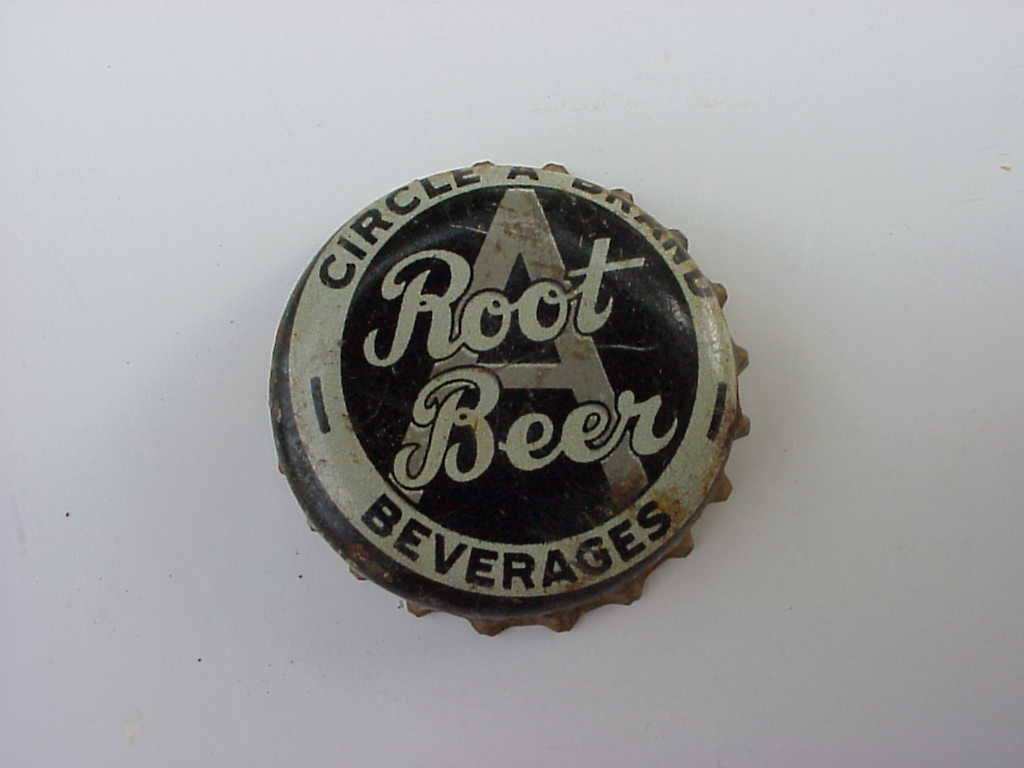 CIRCLE A BRAND
A
Root
Beer
BEVERAGES